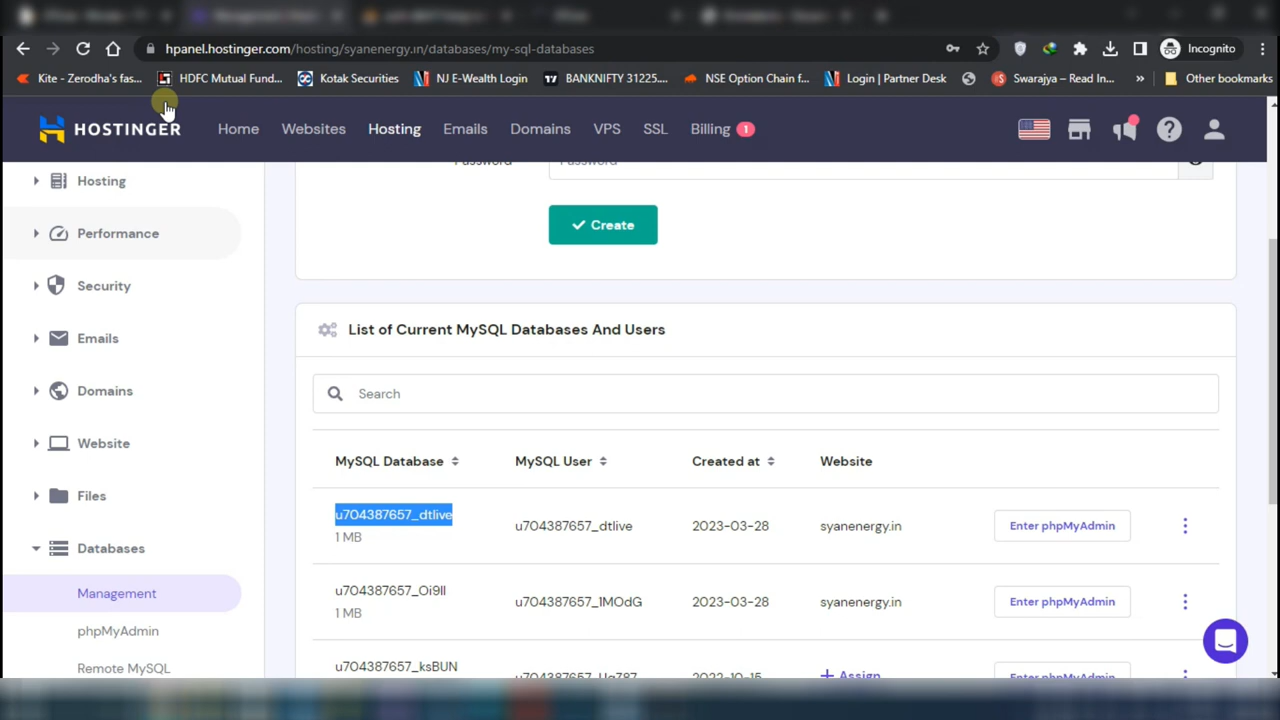 hpanel.hostinger.com/hosting/syanenergy.in/databases/my-sql-databases
Incognito
Kite - Zerodha's fas...
HDFC Mutual Fund...
Kotak Securities
NJ E-Wealth Login
BANKNIFTY 31225....
NSE Option Chain f...
Login | Partner Desk
Swarajya – Read In...
»
Other bookmarks
HOSTINGER
Home
Websites
Hosting
Emails
Domains
VPS
SSL
Billing 1
Hosting
Performance
Security
Emails
Domains
Website
Files
Databases
Management
phpMyAdmin
Remote MySQL
Password
Password
Create
List of Current MySQL Databases And Users
Search
MySQL Database
MySQL User
Created at
Website
u704387657_dtlive
1 MB
u704387657_dtlive
2023-03-28
syanenergy.in
Enter phpMyAdmin
1 MB
2023-03-28
syanenergy.in
Enter phpMyAdmin
u704387657_ksBUN
2022-10-15
+ Assign
Enter phpMyAdmin